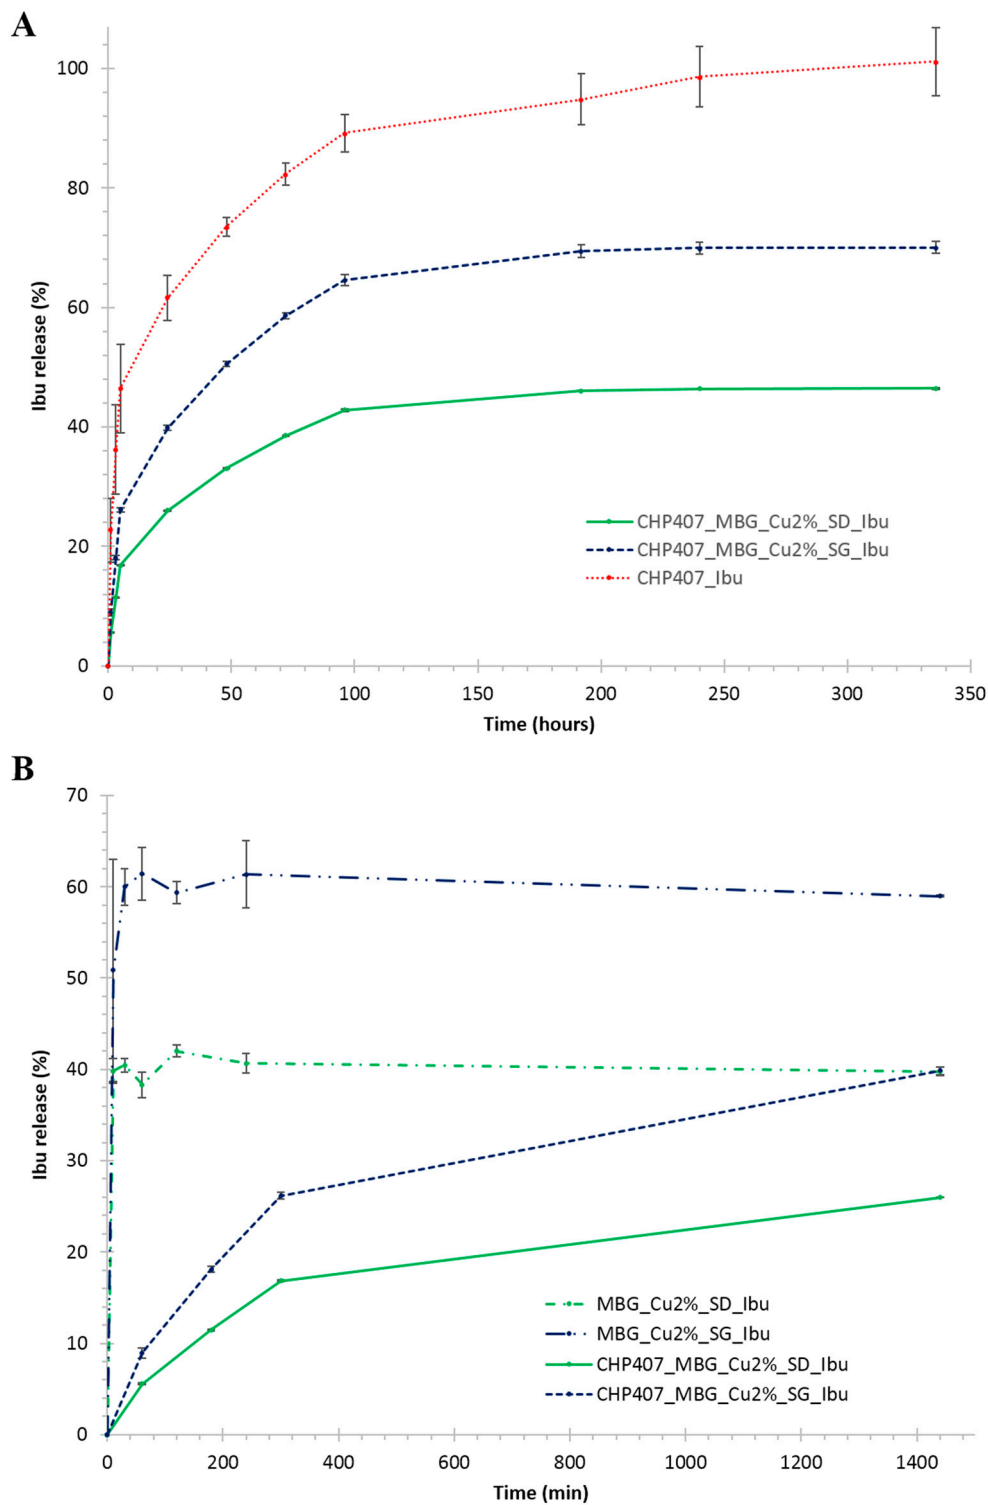 A
100
80
60
40
20
0
Ibu release (%)
CHP407_MBG_Cu2%_SD_Ibu
CHP407_MBG_Cu2%_SG_Ibu
CHP407_Ibu
0 50 100 150 200 250 300 350
Time (hours)
B
70
60
50
40
30
20
10
0
Ibu release (%)
MBG_Cu2%_SD_Ibu
MBG_Cu2%_SG_Ibu
CHP407_MBG_Cu2%_SD_Ibu
CHP407_MBG_Cu2%_SG_Ibu
0 200 400 600 800 1000 1200 1400
Time (min)